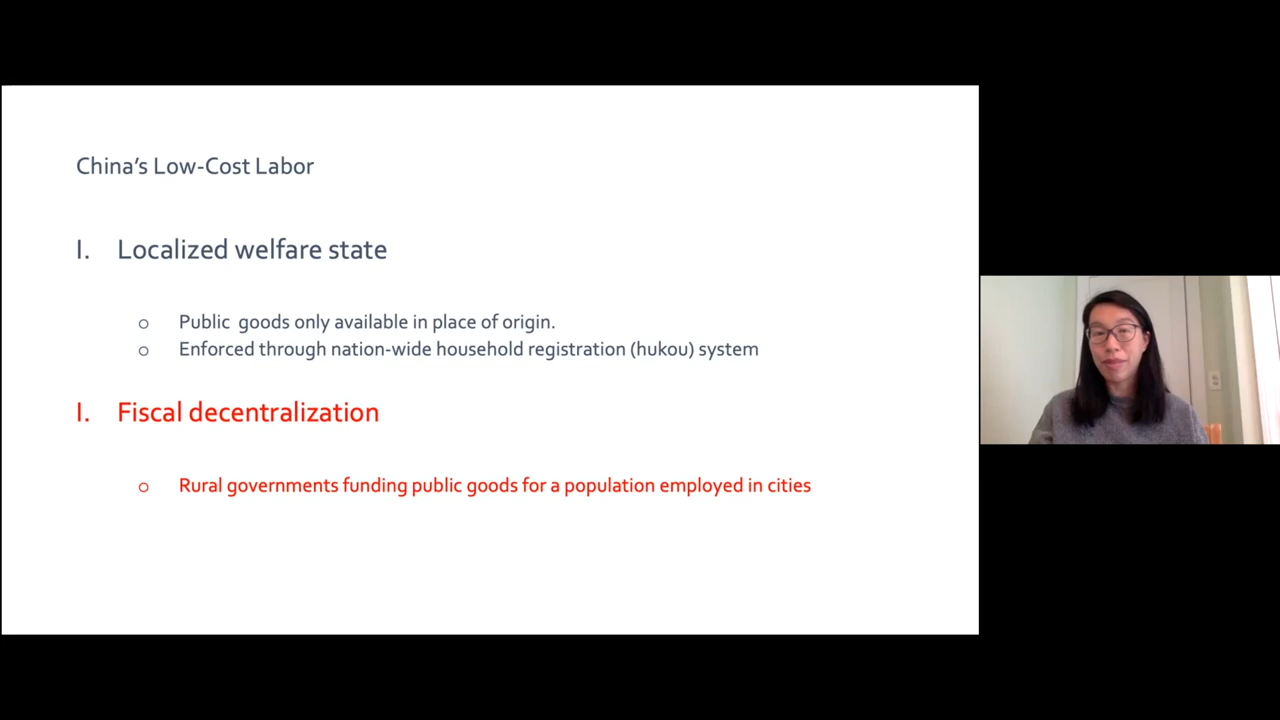 China's Low-Cost Labor
I. Localized welfare state
o Public goods only available in place of origin.
o Enforced through nation-wide household registration (hukou) system
I. Fiscal decentralization
o Rural governments funding public goods for a population employed in cities